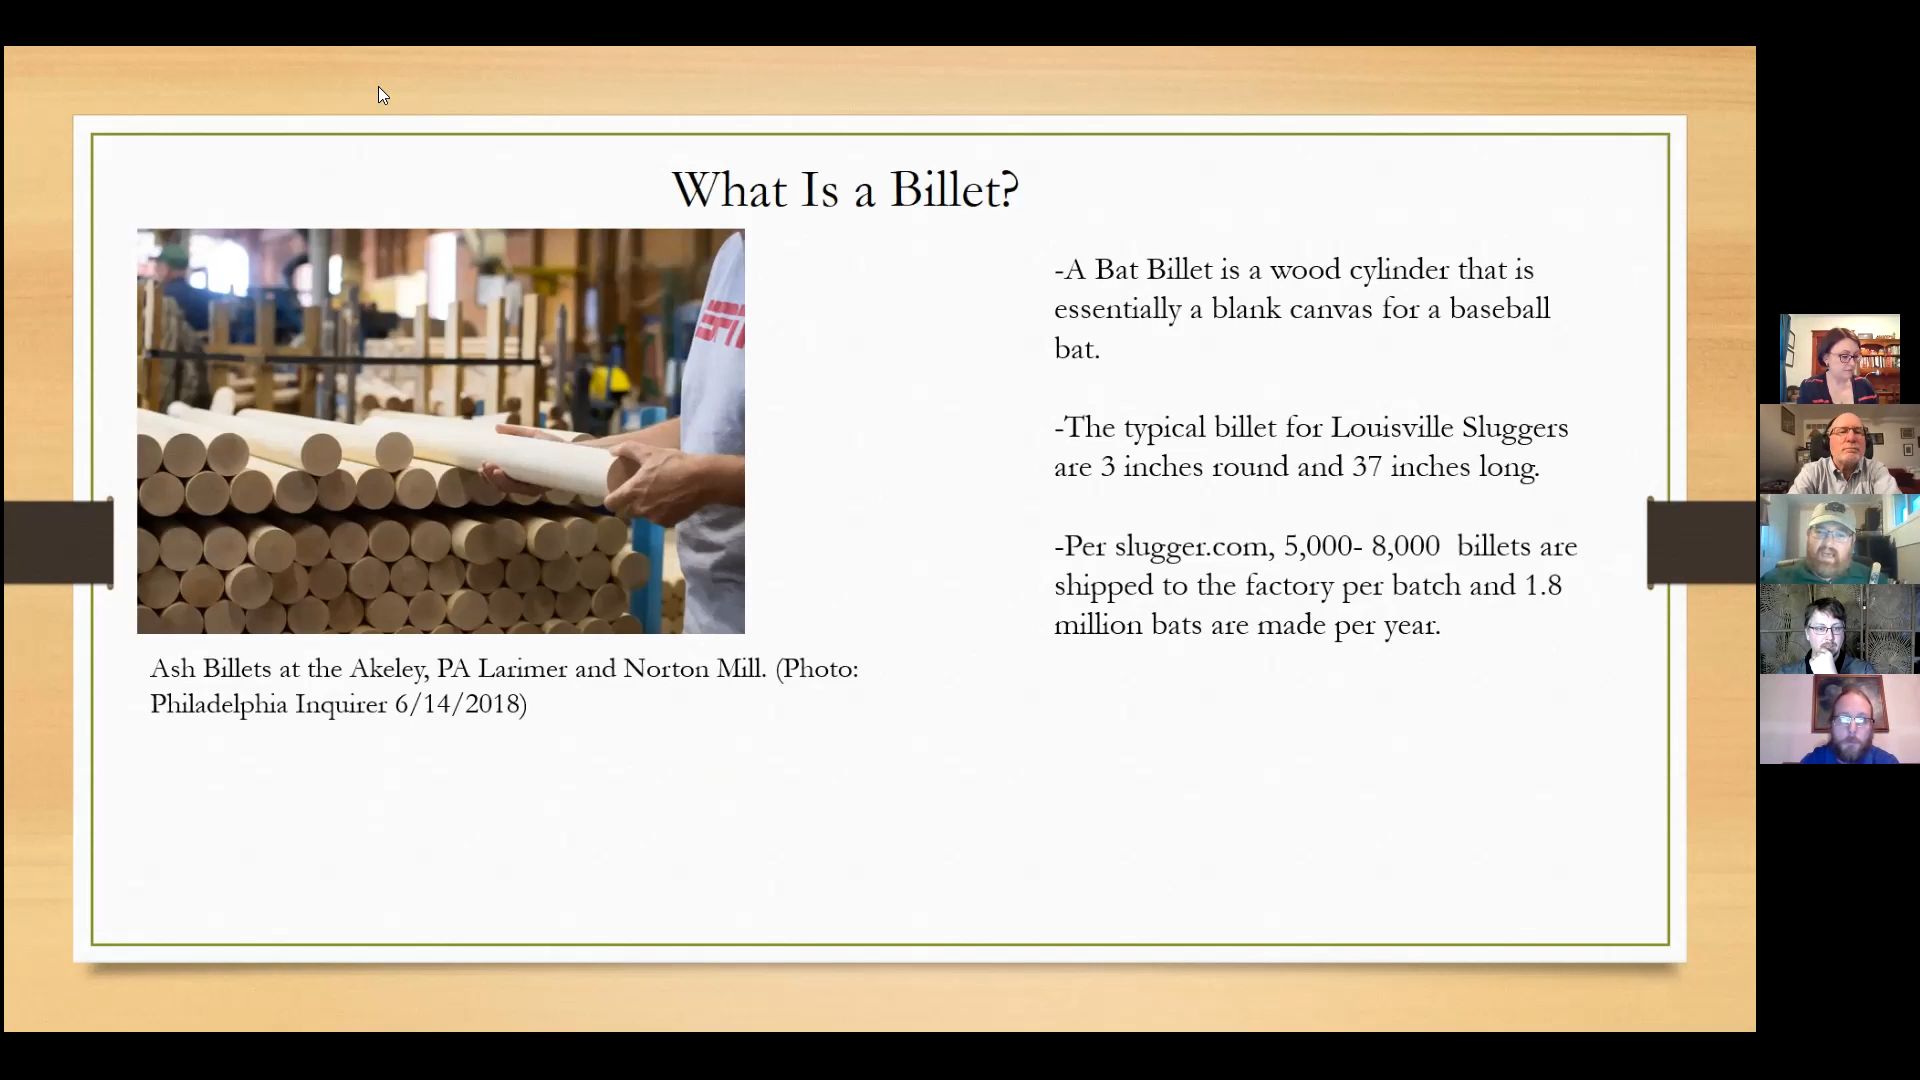 What Is a Billet?
-A Bat Billet is a wood cylinder that is
essentially a blank canvas for a baseball
bat.
-The typical billet for Louisville Sluggers
are 3 inches round and 37 inches long.
-Per slugger.com, 5,000- 8,000  billets are
shipped to the factory per batch and 1.8
million bats are made per year.
Ash Billets at the Akeley, PA Larimer and Norton Mill. (Photo:
Philadelphia Inquirer 6/14/2018)